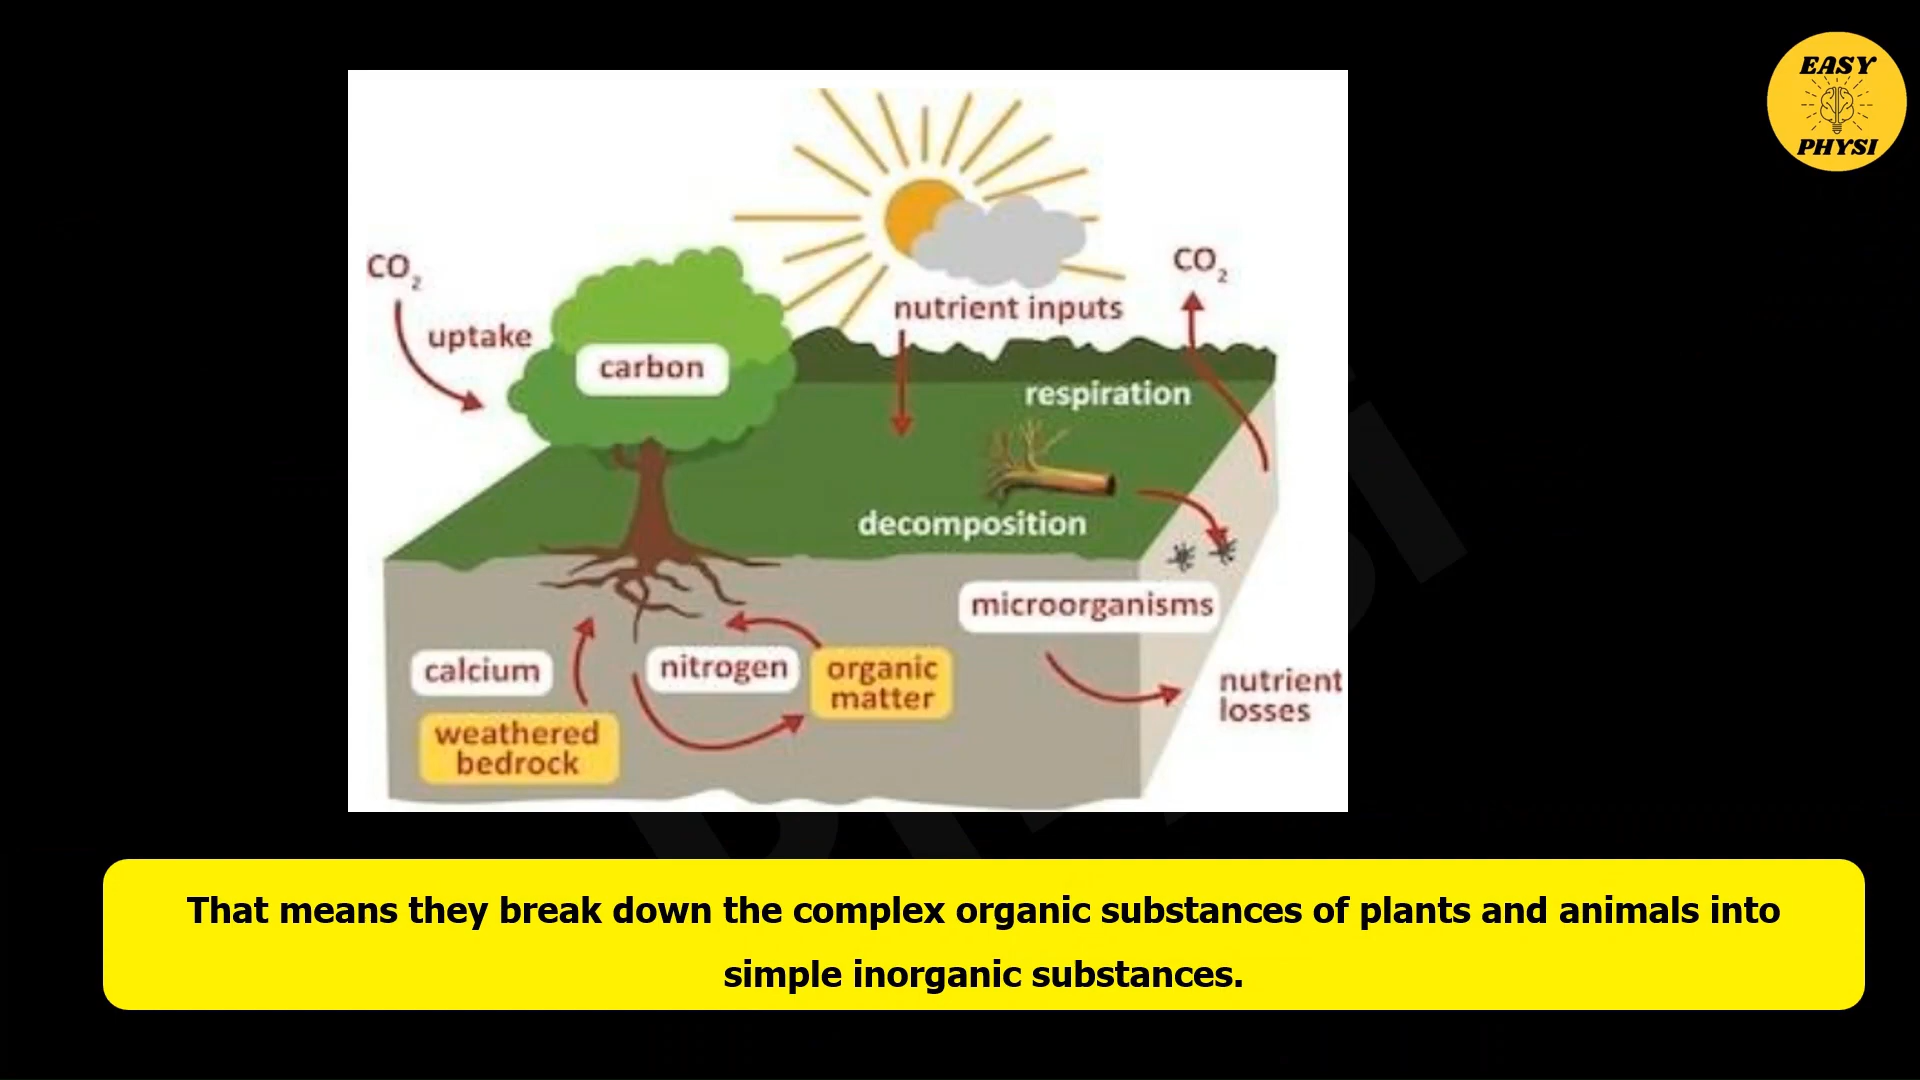 EASY
PHYSI
CO2
uptake
carbon
nutrient inputs
CO2
respiration
decomposition
microorganisms
calcium
nitrogen
organic
matter
weathered
bedrock
nutrient
losses
That means they break down the complex organic substances of plants and animals into
simple inorganic substances.